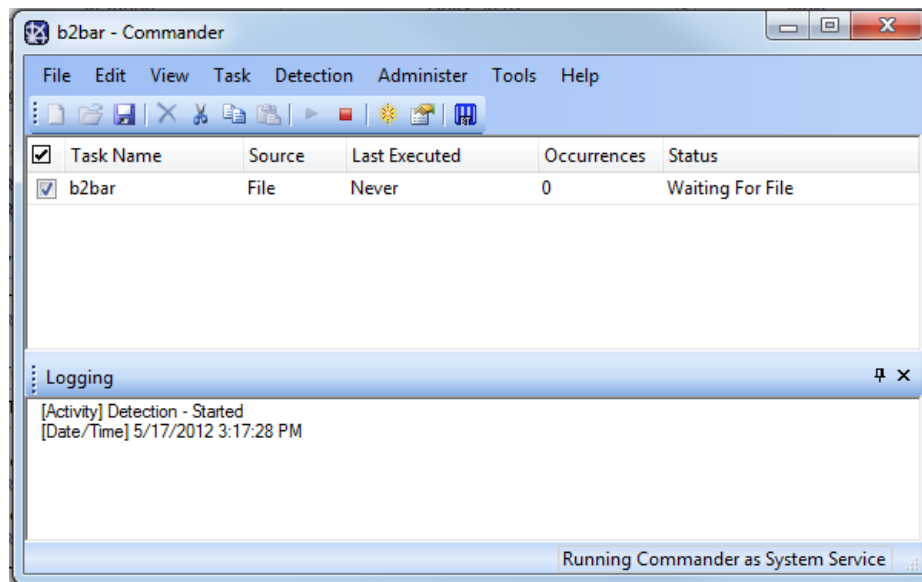 b2bar - Commander
File Edit View Task Detection Administer Tools Help
Task Name Source Last Executed Occurrences Status
b2bar File Never 0 Waiting For File
Logging
[Activity] Detection - Started
[Date/Time] 5/17/2012 3:17:28 PM
Running Commander as System Service